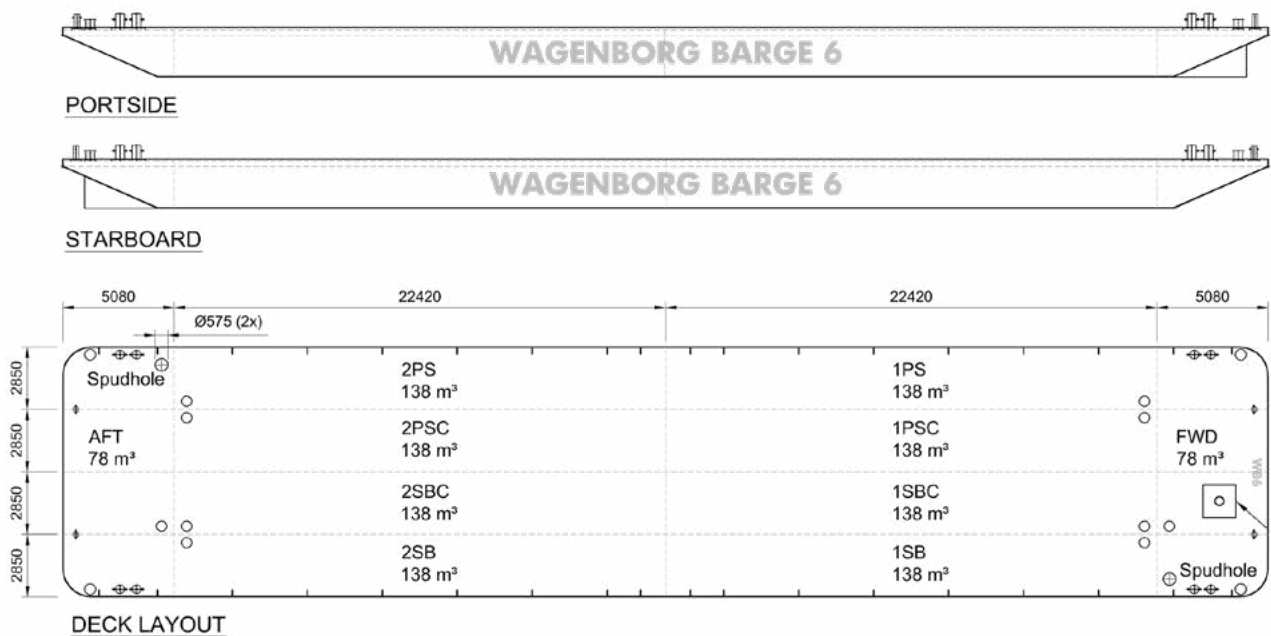 WAGENBORG BARGE 6
PORTSIDE
WAGENBORG BARGE 6
STARBOARD
5080
22420
22420
5080
Ø575 (2x)
2850
2850
2850
2850
Spudhole
AFT
78 m³
2PS
138 m³
2PSC
138 m³
2SBC
138 m³
2SB
138 m³
1PS
138 m³
1PSC
138 m³
1SBC
138 m³
1SB
138 m³
FWD
78 m³
WB6
Spudhole
DECK LAYOUT